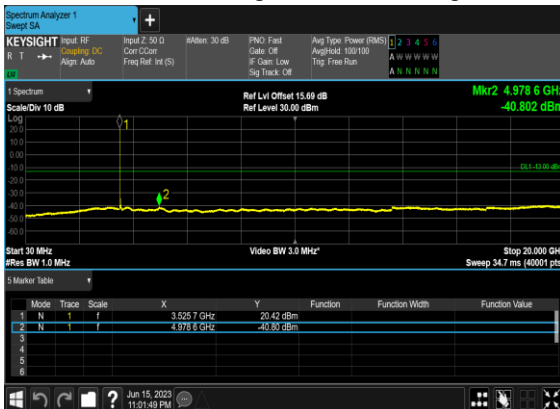 Spectrum Analyzer 1
Swept SA
+
KEYSIGHT Input: RF Input Z: 50 Ω #Atten: 30 dB PNO: Fast Avg Type: Power (RMS) 1 2 3 4 5 6
R T Coupling: DC Corr CCorr Gate: Off Avg|Hold: 100/100 A W W W W W
Align: Auto Freq Ref: Int (S) IF Gain: Low Trig: Free Run
Sig Track: Off A N N N N N
1 Spectrum Ref Lvl Offset 15.69 dB Mkr2 4.978 6 GHz
Scale/Div 10 dB Ref Level 30.00 dBm -40.802 dBm
Log
1
20.0
10.0
0.00
-10.0
DL1 -13.00 dBm
-20.0
-30.0
2
-40.0
-50.0
-60.0
Start 30 MHz Video BW 3.0 MHz* Stop 20.000 GH
#Res BW 1.0 MHz Sweep 34.7 ms (40001 pts
5 Marker Table
Mode Trace Scale X Y Function Function Width Function Value
1 N 1 f 3.525 7 GHz 20.42 dBm
2 N 1 f 4.978 6 GHz -40.80 dBm
3
4
5
6
? Jun 15, 2023
11:01:49 PM